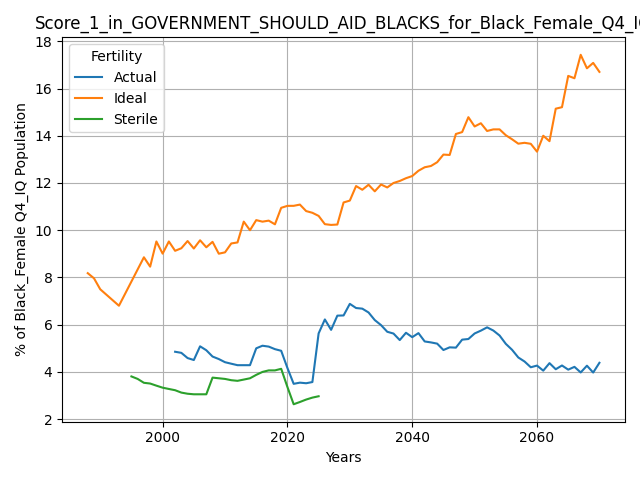 Score_1_in_GOVERNMENT_SHOULD_AID_BLACKS_for_Black_Female_Q4_IQ
18
16
14
12
10
8
6
4
2
% of Black_Female Q4_IQ Population
Fertility
Actual
Ideal
Sterile
2000
2020
2040
2060
Years